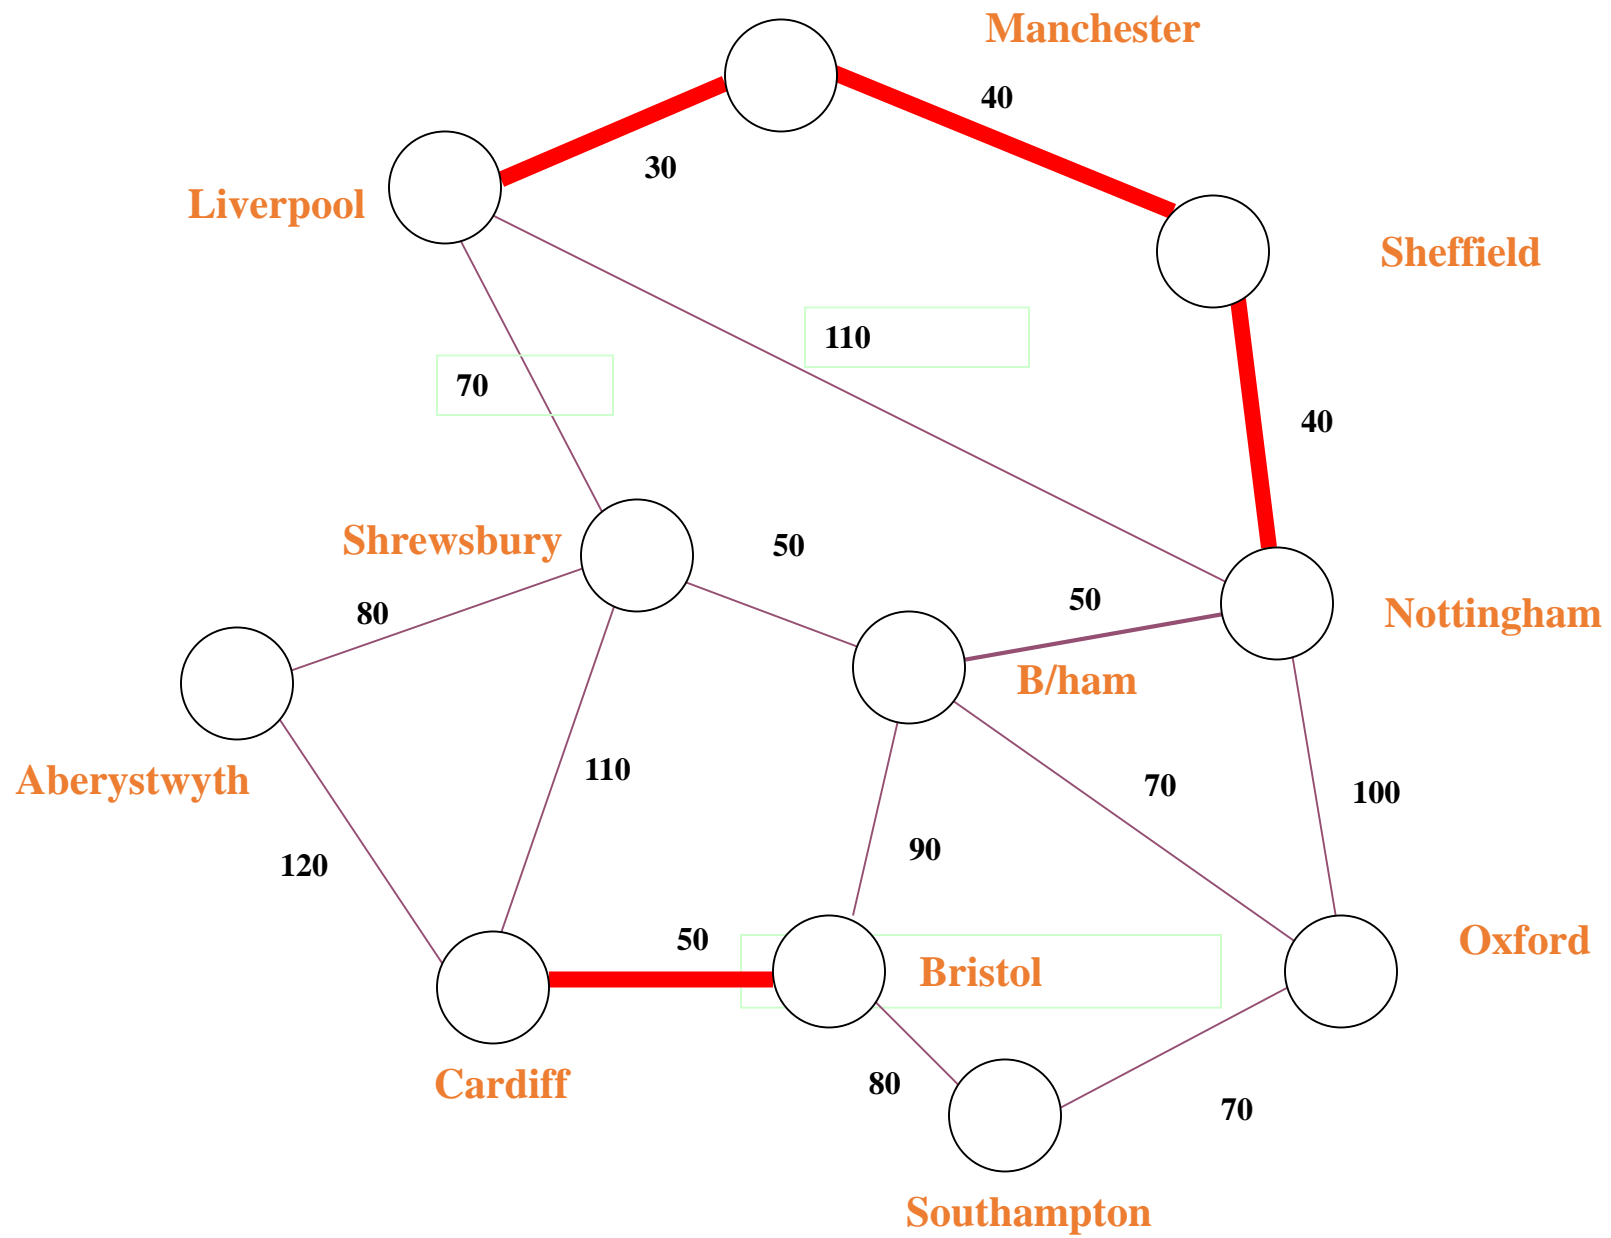 Manchester
40
30
Liverpool
Sheffield
110
70
40
Shrewsbury
50
50
80
Nottingham
B/ham
Aberystwyth
110
70
100
90
120
50
Oxford
Bristol
Cardiff
80
70
Southampton